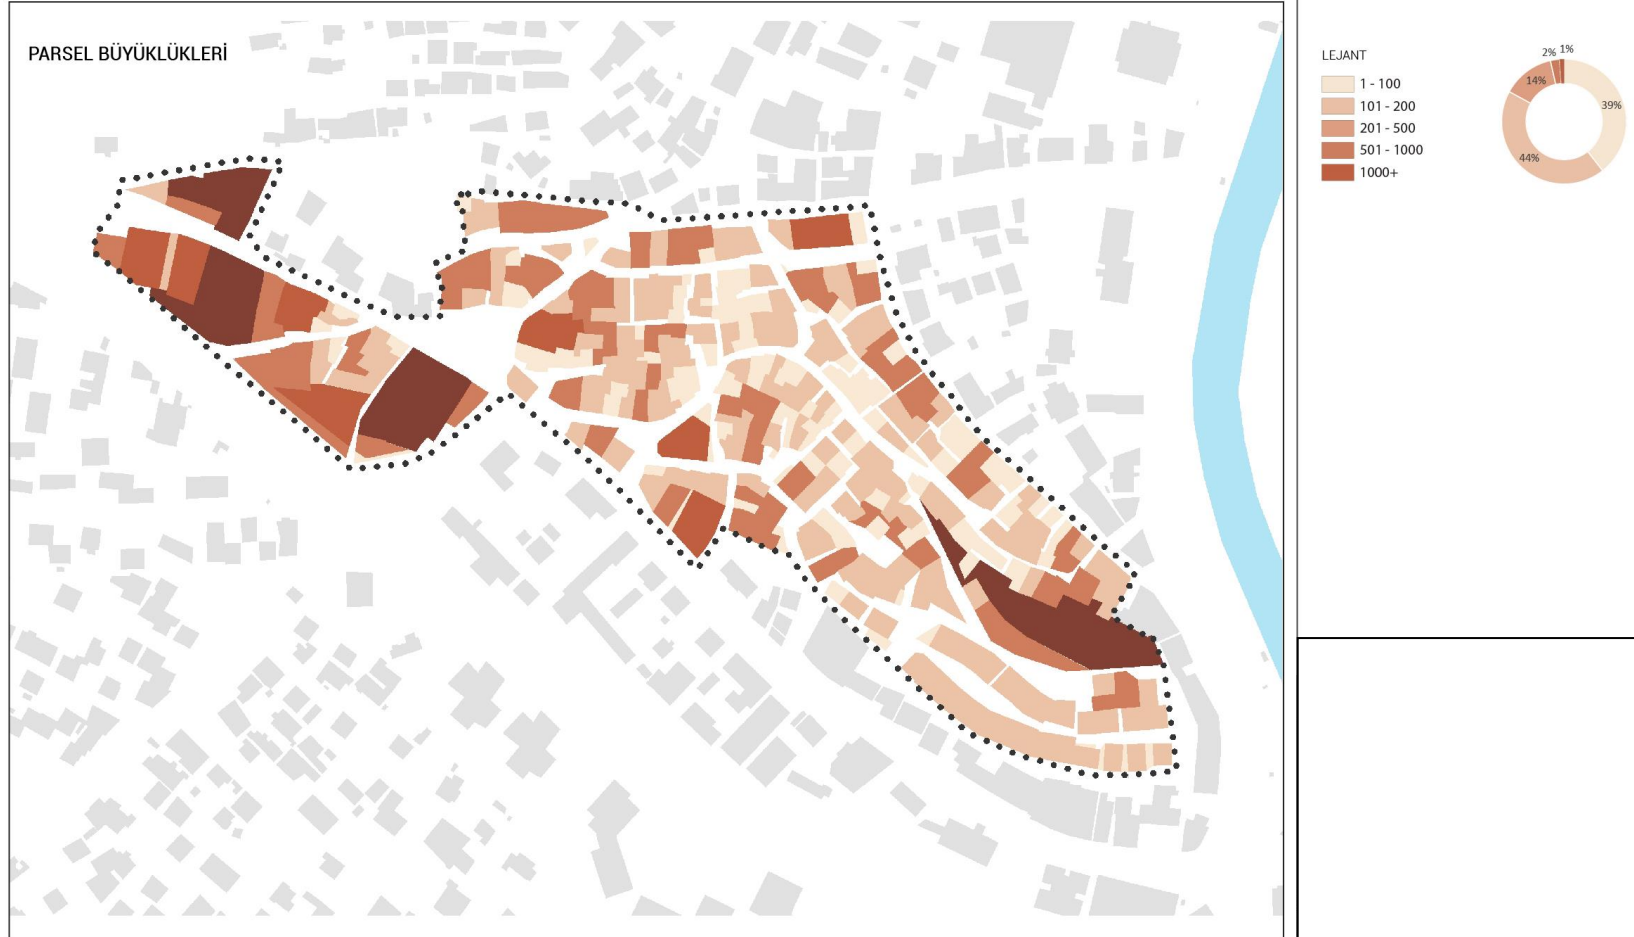 PARSEL BÜYÜKLÜKLERİ
LEJANT
1 - 100
101 - 200
201 - 500
501 - 1000
1000+
2% 1%
14%
39%
44%